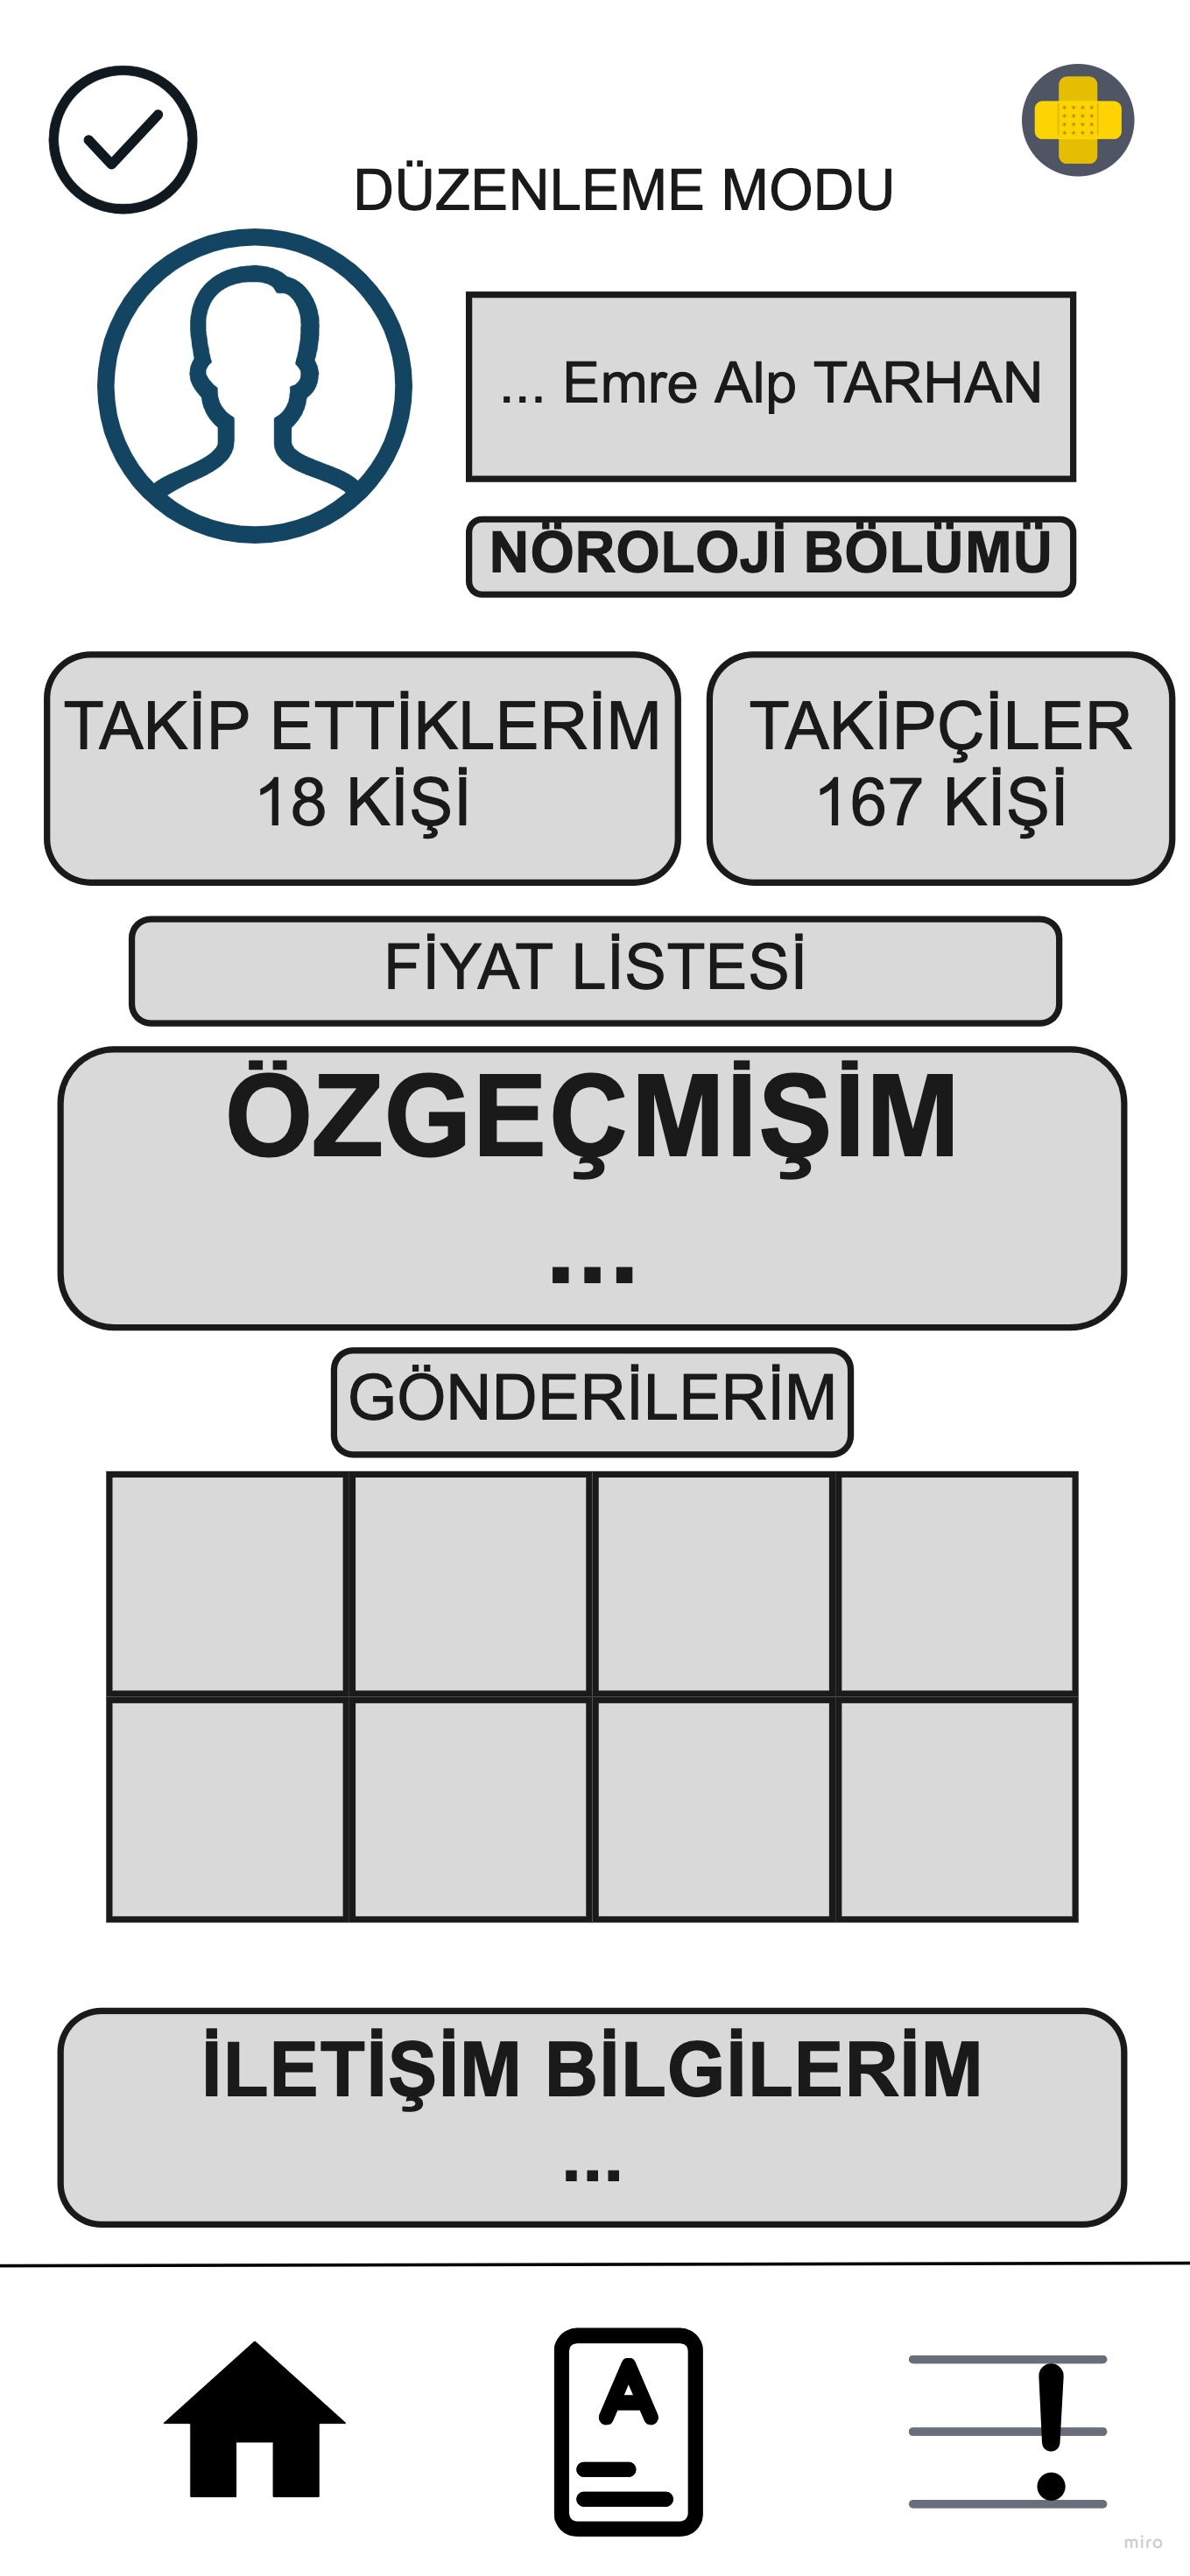 DÜZENLEME MODU
... Emre Alp TARHAN
NÖROLOJİ BÖLÜMÜ
TAKİP ETTİKLERİM
18 KİŞİ
TAKİPÇİLER
167 KİŞİ
FİYAT LİSTESİ
ÖZGEÇMİŞİM
...
GÖNDERİLERİM
İLETİŞİM BİLGİLERİM
...
A
miro